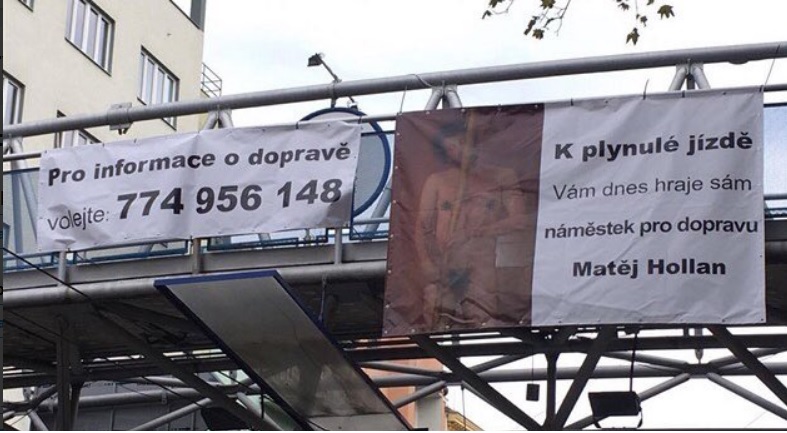 Pro informace o dopravě
volejte: 774 956 148
K plynulé jízdě
Vám dnes hraje sám
náměstek pro dopravu
Matěj Hollan